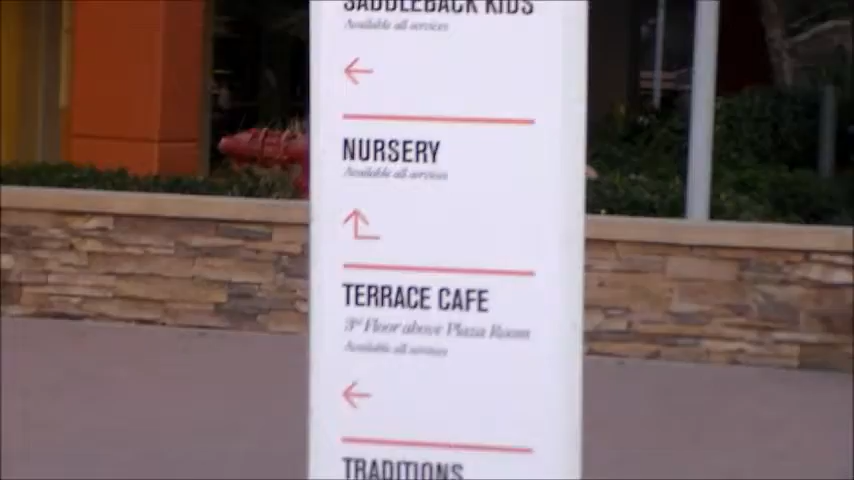 SADDLEBACK KIDS
Available all services
NURSERY
Available all services
TERRACE CAFE
3rd Floor above Plaza Room
Available all services
TRADITIONS